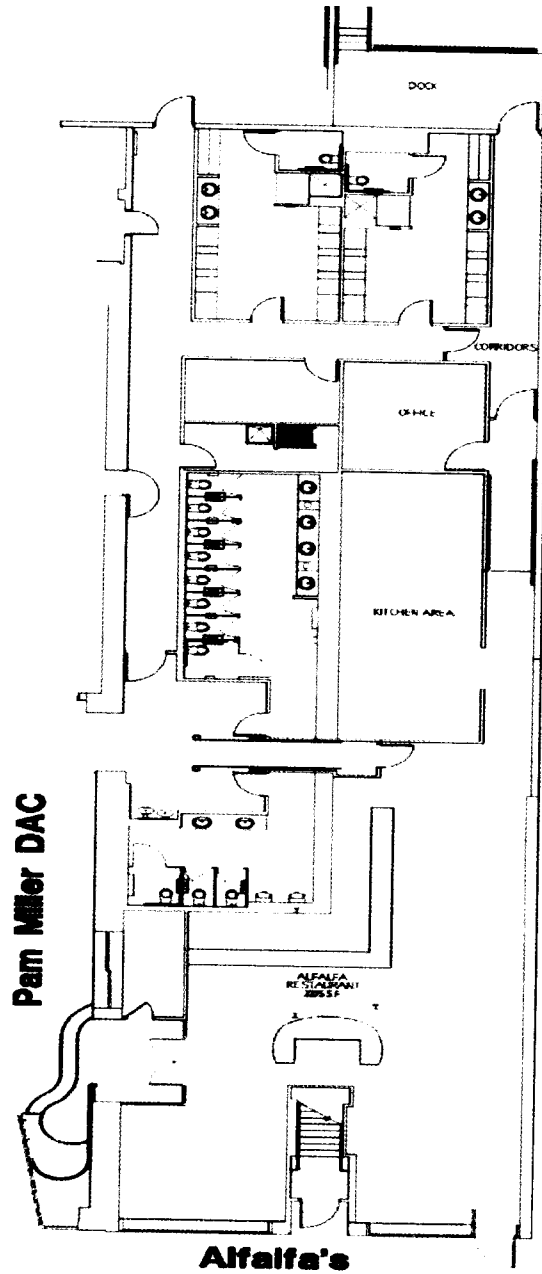 DOCK
CORRIDORS
OFFICE
KITCHEN AREA
Pam Miller DAC
ALFALFA
RESTAURANT
Alfalfa's